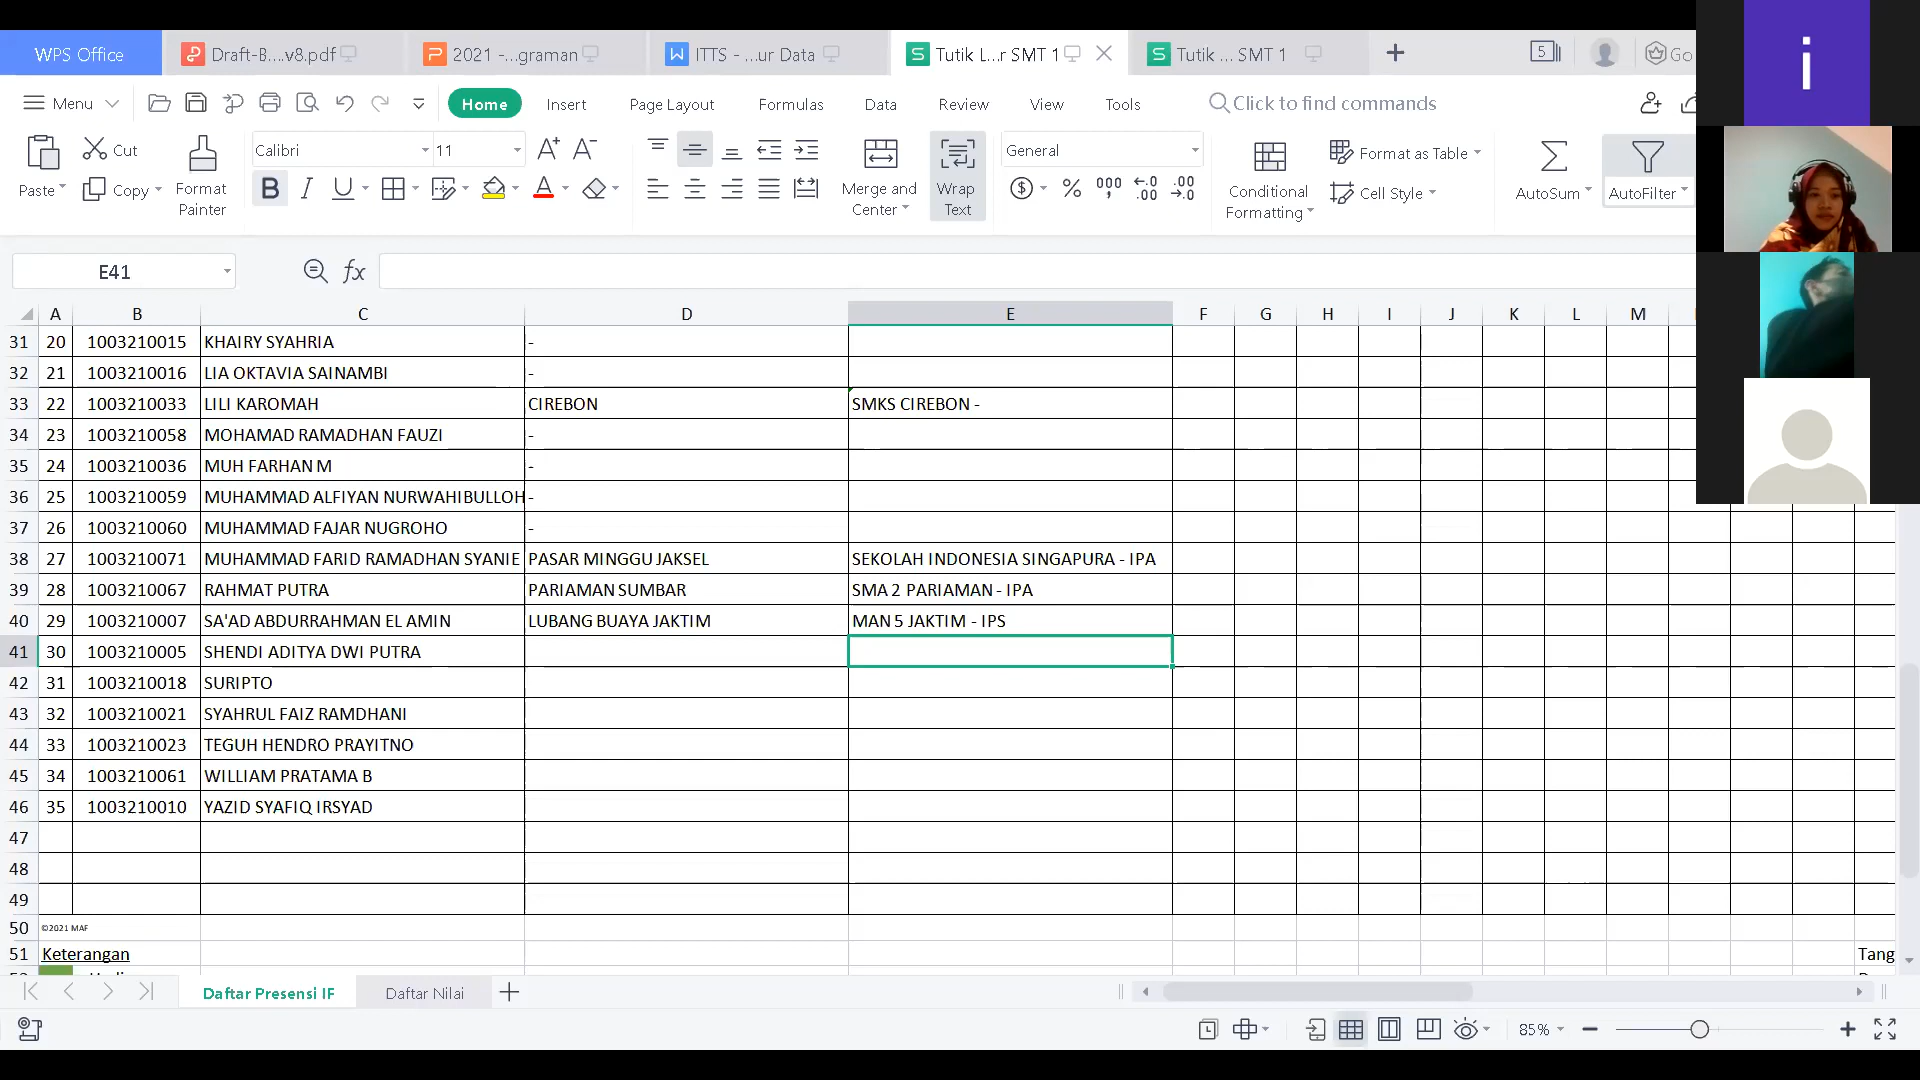 WPS Office Draft-B....v8.pdf 2021 -...graman ITTS - ...ur Data Tutik L...r SMT 1 Tutik ... SMT 1 5 Go
Menu Home Insert Page Layout Formulas Data Review View Tools Click to find commands
i
Cut Calibri 11 A+ A- General Format as Table
Paste Copy Format Painter B I U A Merge and Center Wrap Text $ % 000 Conditional Formatting Cell Style AutoSum AutoFilter
E41 fx
A B C D E F G H I J K L M
31 20 1003210015 KHAIRY SYAHRIA -
32 21 1003210016 LIA OKTAVIA SAINAMBI -
33 22 1003210033 LILI KAROMAH CIREBON SMKS CIREBON -
34 23 1003210058 MOHAMAD RAMADHAN FAUZI -
35 24 1003210036 MUH FARHAN M -
36 25 1003210059 MUHAMMAD ALFIYAN NURWAHIBULLOH -
37 26 1003210060 MUHAMMAD FAJAR NUGROHO -
38 27 1003210071 MUHAMMAD FARID RAMADHAN SYANIE PASAR MINGGU JAKSEL SEKOLAH INDONESIA SINGAPURA - IPA
39 28 1003210067 RAHMAT PUTRA PARIAMAN SUMBAR SMA 2 PARIAMAN - IPA
40 29 1003210007 SA'AD ABDURRAHMAN EL AMIN LUBANG BUAYA JAKTIM MAN 5 JAKTIM - IPS
41 30 1003210005 SHENDI ADITYA DWI PUTRA
42 31 1003210018 SURIPTO
43 32 1003210021 SYAHRUL FAIZ RAMDHANI
44 33 1003210023 TEGUH HENDRO PRAYITNO
45 34 1003210061 WILLIAM PRATAMA B
46 35 1003210010 YAZID SYAFIQ IRSYAD
47
48
49
50 ©2021 MAF
51 Keterangan Tang
Daftar Presensi IF Daftar Nilai
85%